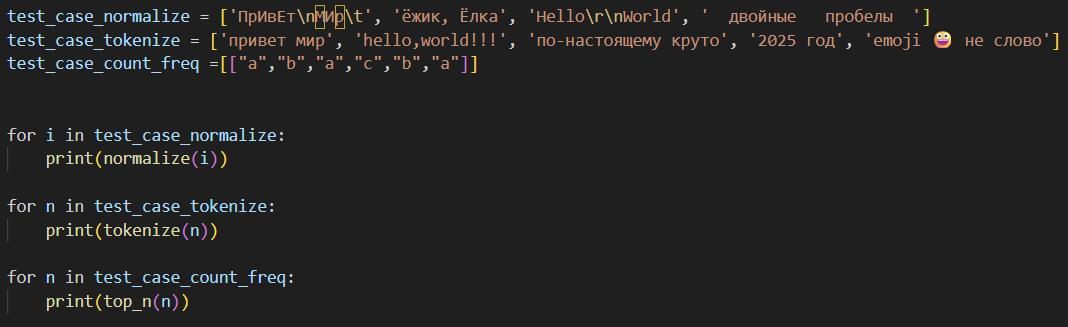 test_case_normalize = ['ПрИвЕт\nМИр\t', 'ёжик, Ёлка', 'Hello\r\nWorld', '  двойные   пробелы  ']
test_case_tokenize = ['привет мир', 'hello,world!!!', 'по-настоящему круто', '2025 год', 'emoji 😀 не слово']
test_case_count_freq =[["a","b","a","c","b","a"]]
for i in test_case_normalize:
    print(normalize(i))
for n in test_case_tokenize:
    print(tokenize(n))
for n in test_case_count_freq:
    print(top_n(n))